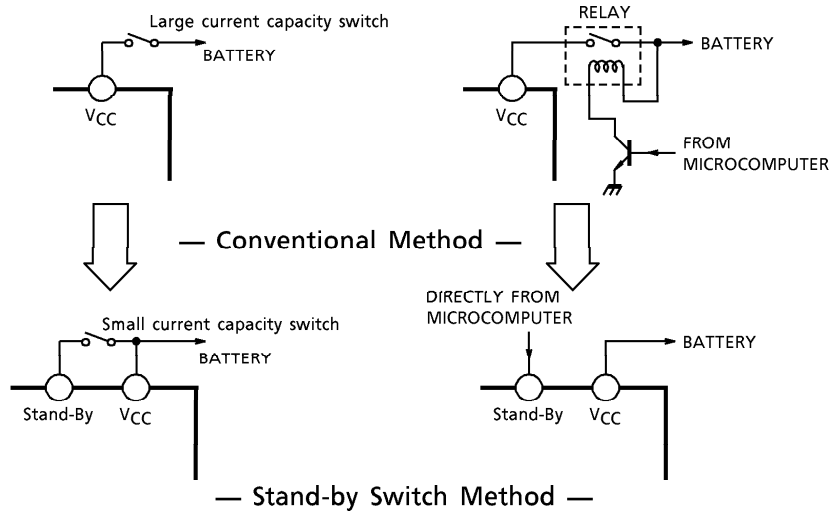 Large current capacity switch
BATTERY
VCC
RELAY
BATTERY
VCC
FROM
MICROCOMPUTER
— Conventional Method —
Small current capacity switch
BATTERY
Stand-By VCC
DIRECTLY FROM
MICROCOMPUTER
BATTERY
Stand-By VCC
— Stand-by Switch Method —